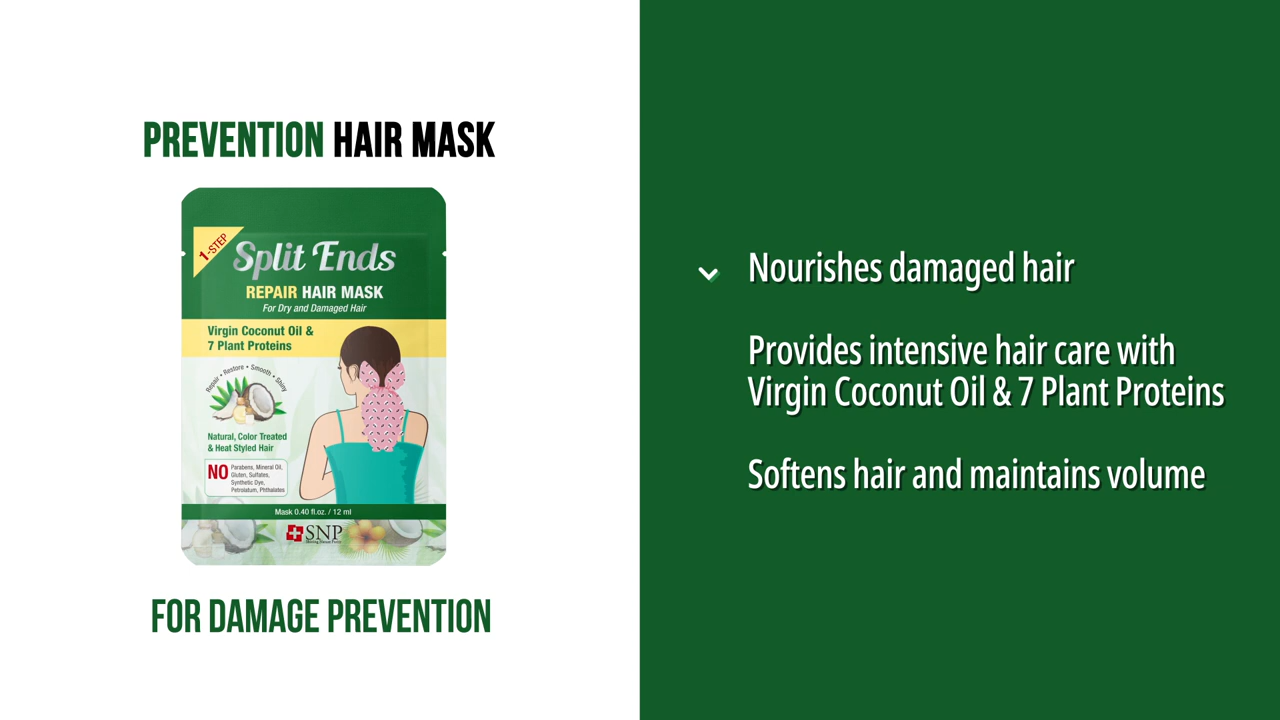 PREVENTION HAIR MASK
1-STEP
Split Ends
REPAIR HAIR MASK
For Dry and Damaged Hair
Virgin Coconut Oil &
7 Plant Proteins
Repair • Restore • Smooth • Shiny
Natural, Color Treated
& Heat Styled Hair
NO
Parabens, Mineral Oil,
Gluten, Sulfates,
Synthetic Dye,
Petrolatum, Phthalates
Mask 0.40 fl.oz. / 12 ml
SNP
FOR DAMAGE PREVENTION
Nourishes damaged hair
Provides intensive hair care with
Virgin Coconut Oil & 7 Plant Proteins
Softens hair and maintains volume